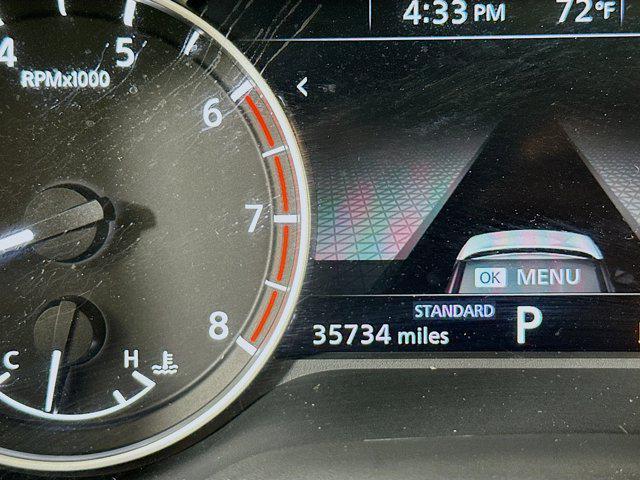 4:33 PM 72°F
4 5
RPMx1000
6
7
8
C H
OK MENU
STANDARD
35734 miles P